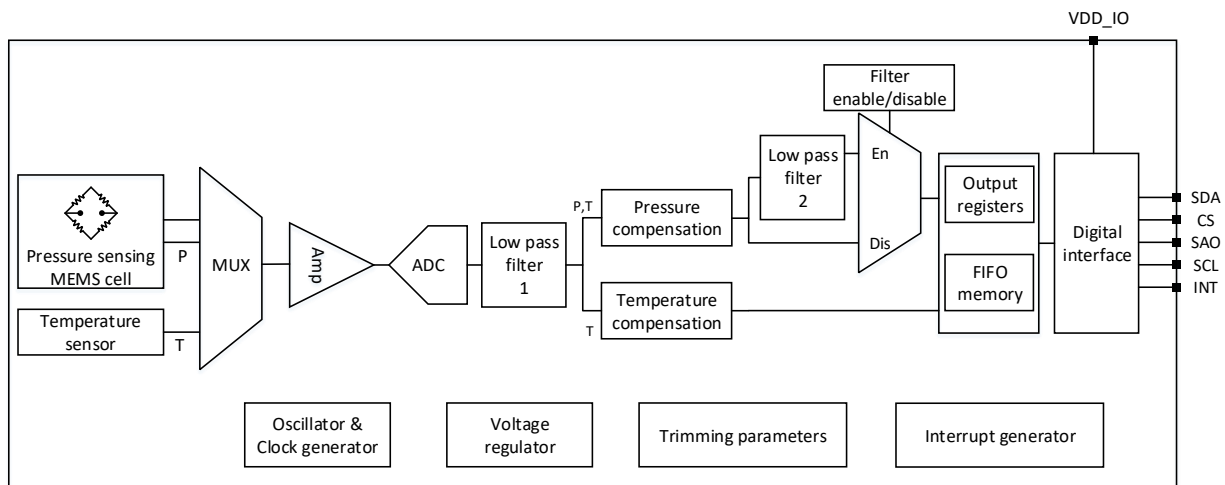 VDD_IO
Filter
enable/disable
Low pass
filter
2
En
Dis
Pressure sensing
MEMS cell
P
Temperature
sensor
T
MUX
Amp
ADC
Low pass
filter
1
P,T
Pressure
compensation
T
Temperature
compensation
Output
registers
FIFO
memory
Digital
interface
SDA
CS
SAO
SCL
INT
Oscillator &
Clock generator
Voltage
regulator
Trimming parameters
Interrupt generator